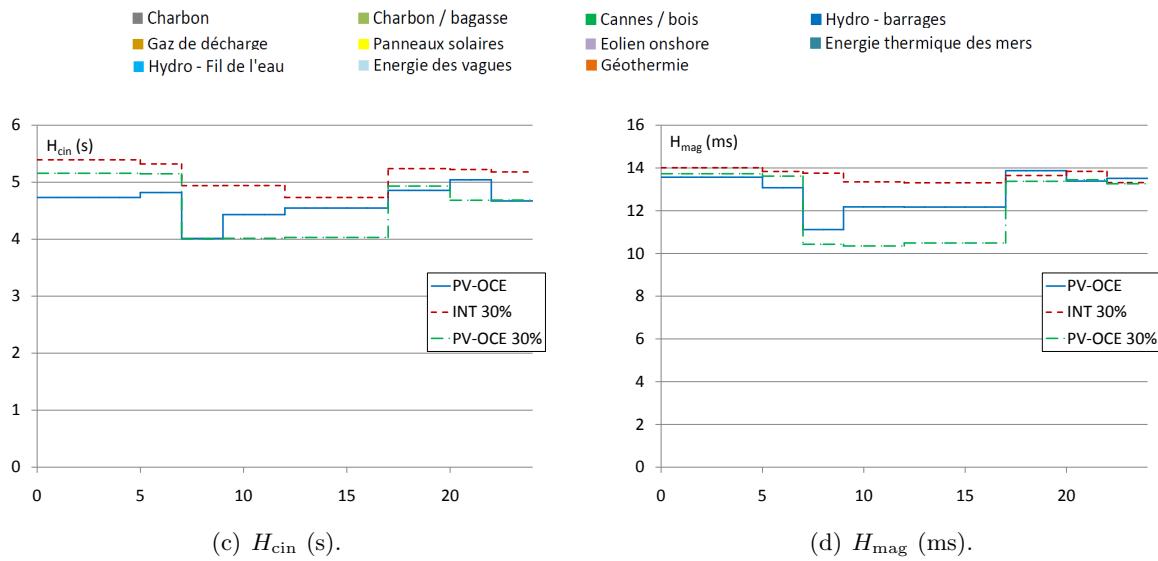 Charbon Charbon / bagasse Cannes / bois Hydro - barrages
Gaz de décharge Panneaux solaires Eolien onshore Energie thermique des mers
Hydro - Fil de l'eau Energie des vagues Géothermie
6
H_cin (s)
5
4
3
2
1
0
0 5 10 15 20
PV-OCE
INT 30%
PV-OCE 30%
(c) H_cin (s).
16
H_mag (ms)
14
12
10
8
6
4
2
0
0 5 10 15 20
PV-OCE
INT 30%
PV-OCE 30%
(d) H_mag (ms).